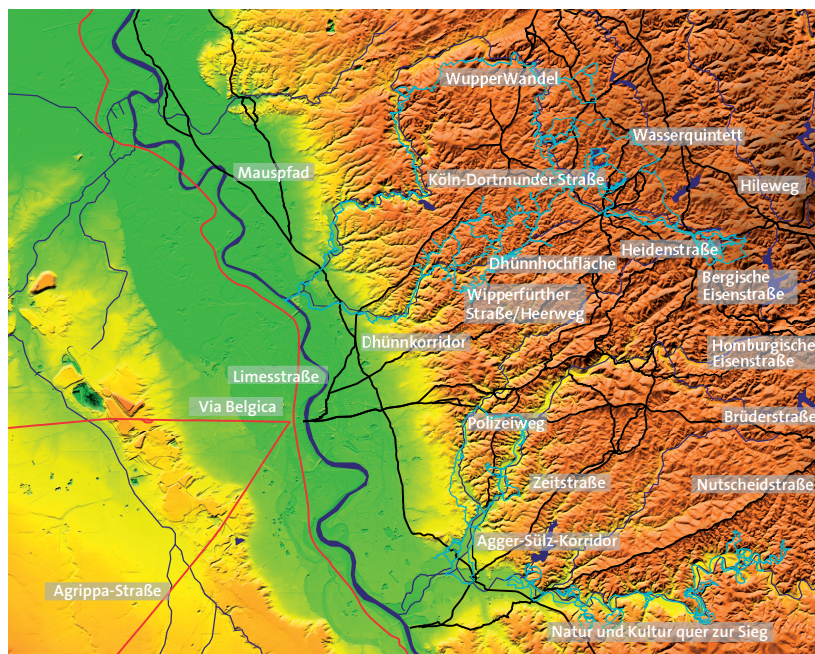 WupperWandel
Wasserquintett
Mauspfad
Köln-Dortmunder Straße
Hileweg
Heidenstraße
Dhünnhochfläche
Bergische
Eisenstraße
Wipperfürther
Straße/Heerweg
Dhünnkorridor
Homburgische
Eisenstraße
Limesstraße
Via Belgica
Brüderstraße
Polizeiweg
Zeitstraße
Nutscheidstraße
Agger-Sülz-Korridor
Agrippa-Straße
Natur und Kultur quer zur Sieg